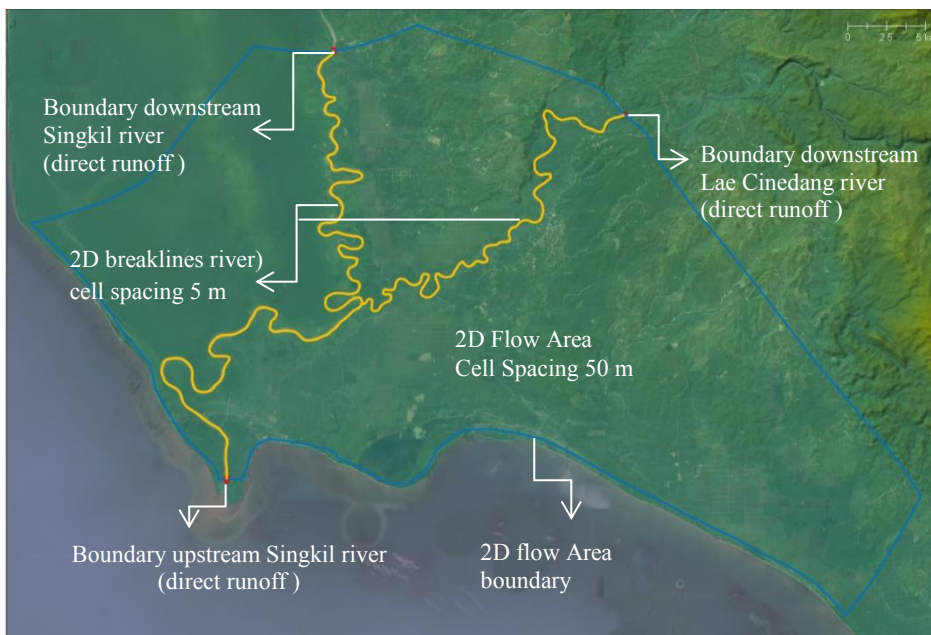 0 2.5 5 k
Boundary downstream
Singkil river
(direct runoff )
Boundary downstream
Lae Cinedang river
(direct runoff )
2D breaklines river)
cell spacing 5 m
2D Flow Area
Cell Spacing 50 m
Boundary upstream Singkil river
(direct runoff )
2D flow Area
boundary